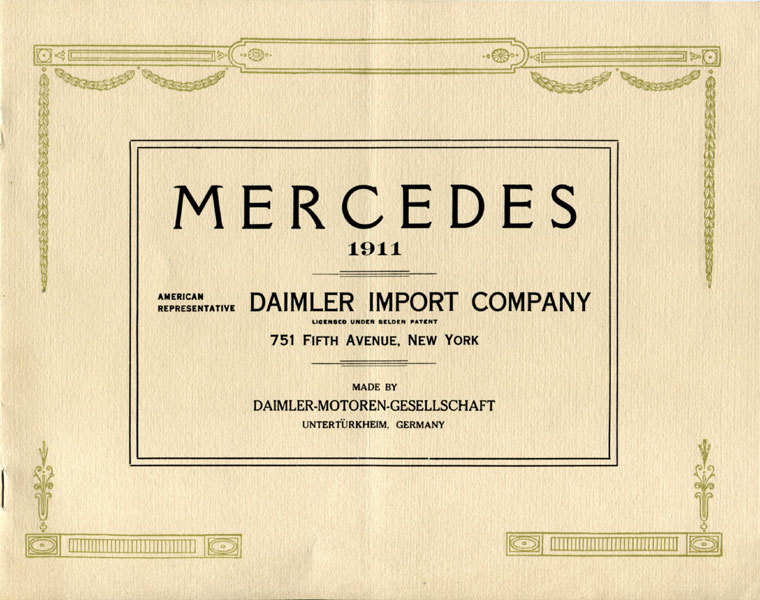 MERCEDES
1911
AMERICAN REPRESENTATIVE DAIMLER IMPORT COMPANY
LICENSED UNDER SELDEN PATENT
751 FIFTH AVENUE, NEW YORK
MADE BY
DAIMLER-MOTOREN-GESELLSCHAFT
UNTERTÜRKHEIM, GERMANY